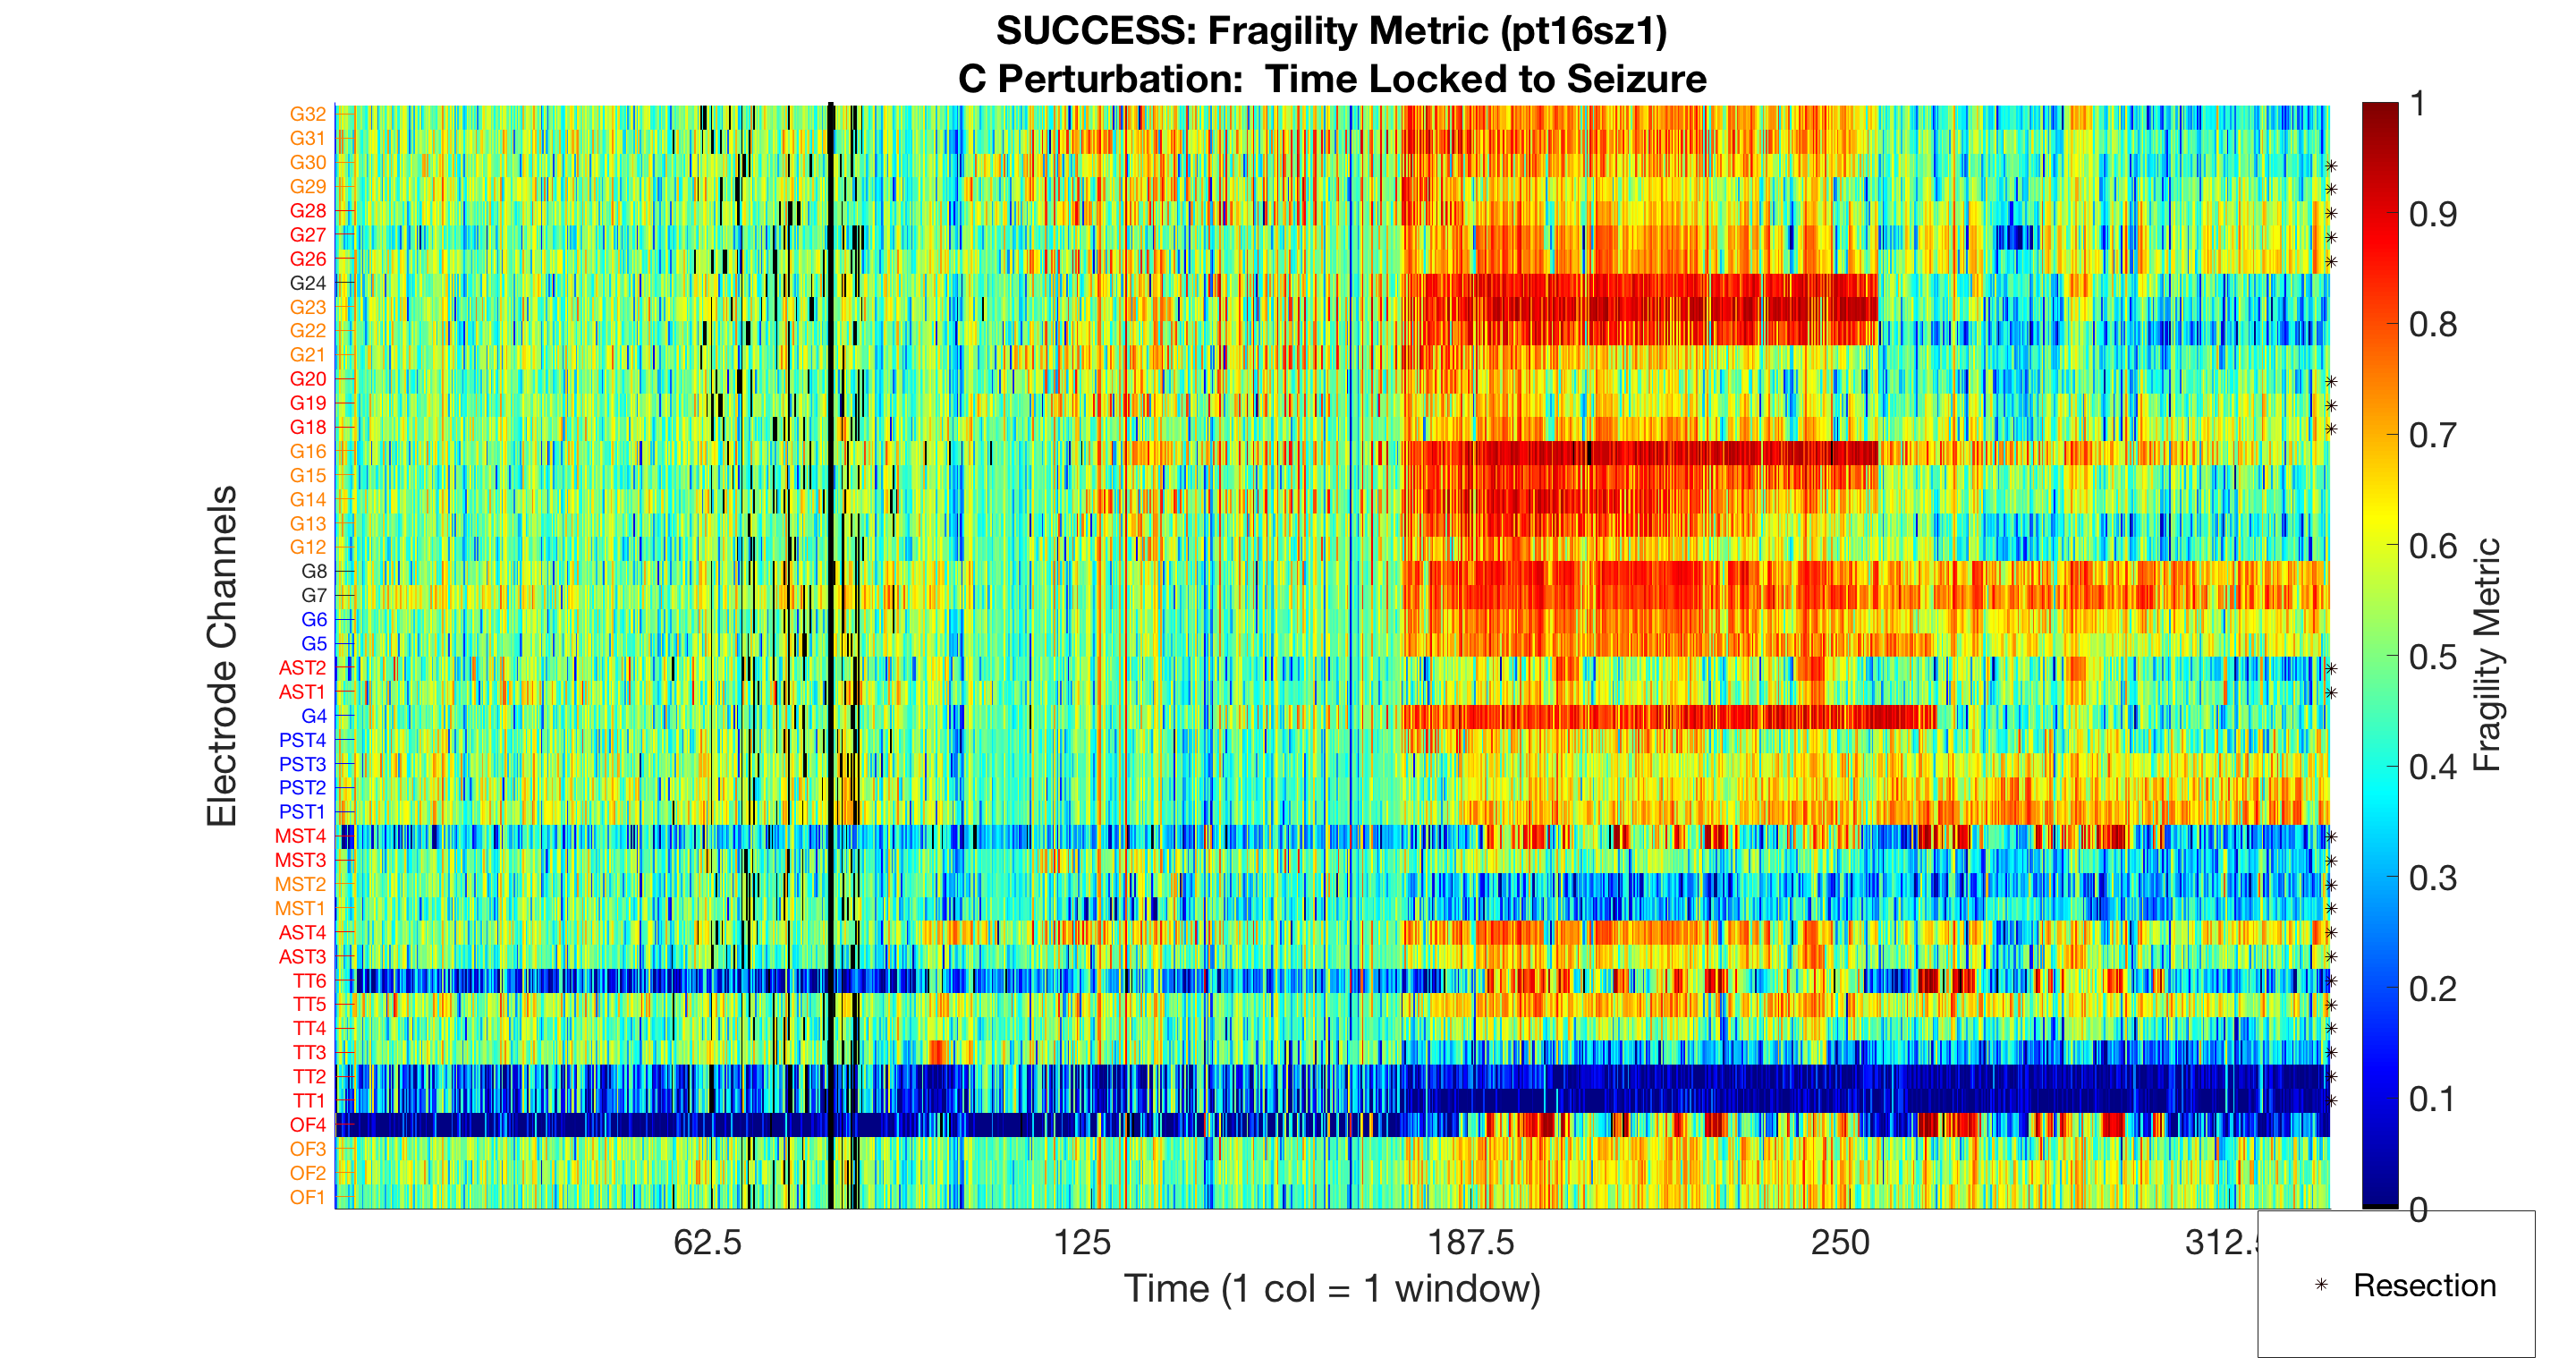 SUCCESS: Fragility Metric (pt16sz1)
C Perturbation: Time Locked to Seizure
Electrode Channels
G32
G31
G30
G29
G28
G27
G26
G24
G23
G22
G21
G20
G19
G18
G16
G15
G14
G13
G12
G8
G7
G6
G5
AST2
AST1
G4
PST4
PST3
PST2
PST1
MST4
MST3
MST2
MST1
AST4
AST3
TT6
TT5
TT4
TT3
TT2
TT1
OF4
OF3
OF2
OF1
62.5
125
187.5
250
312.5
Time (1 col = 1 window)
1
0.9
0.8
0.7
0.6
0.5
0.4
0.3
0.2
0.1
0
Fragility Metric
Resection